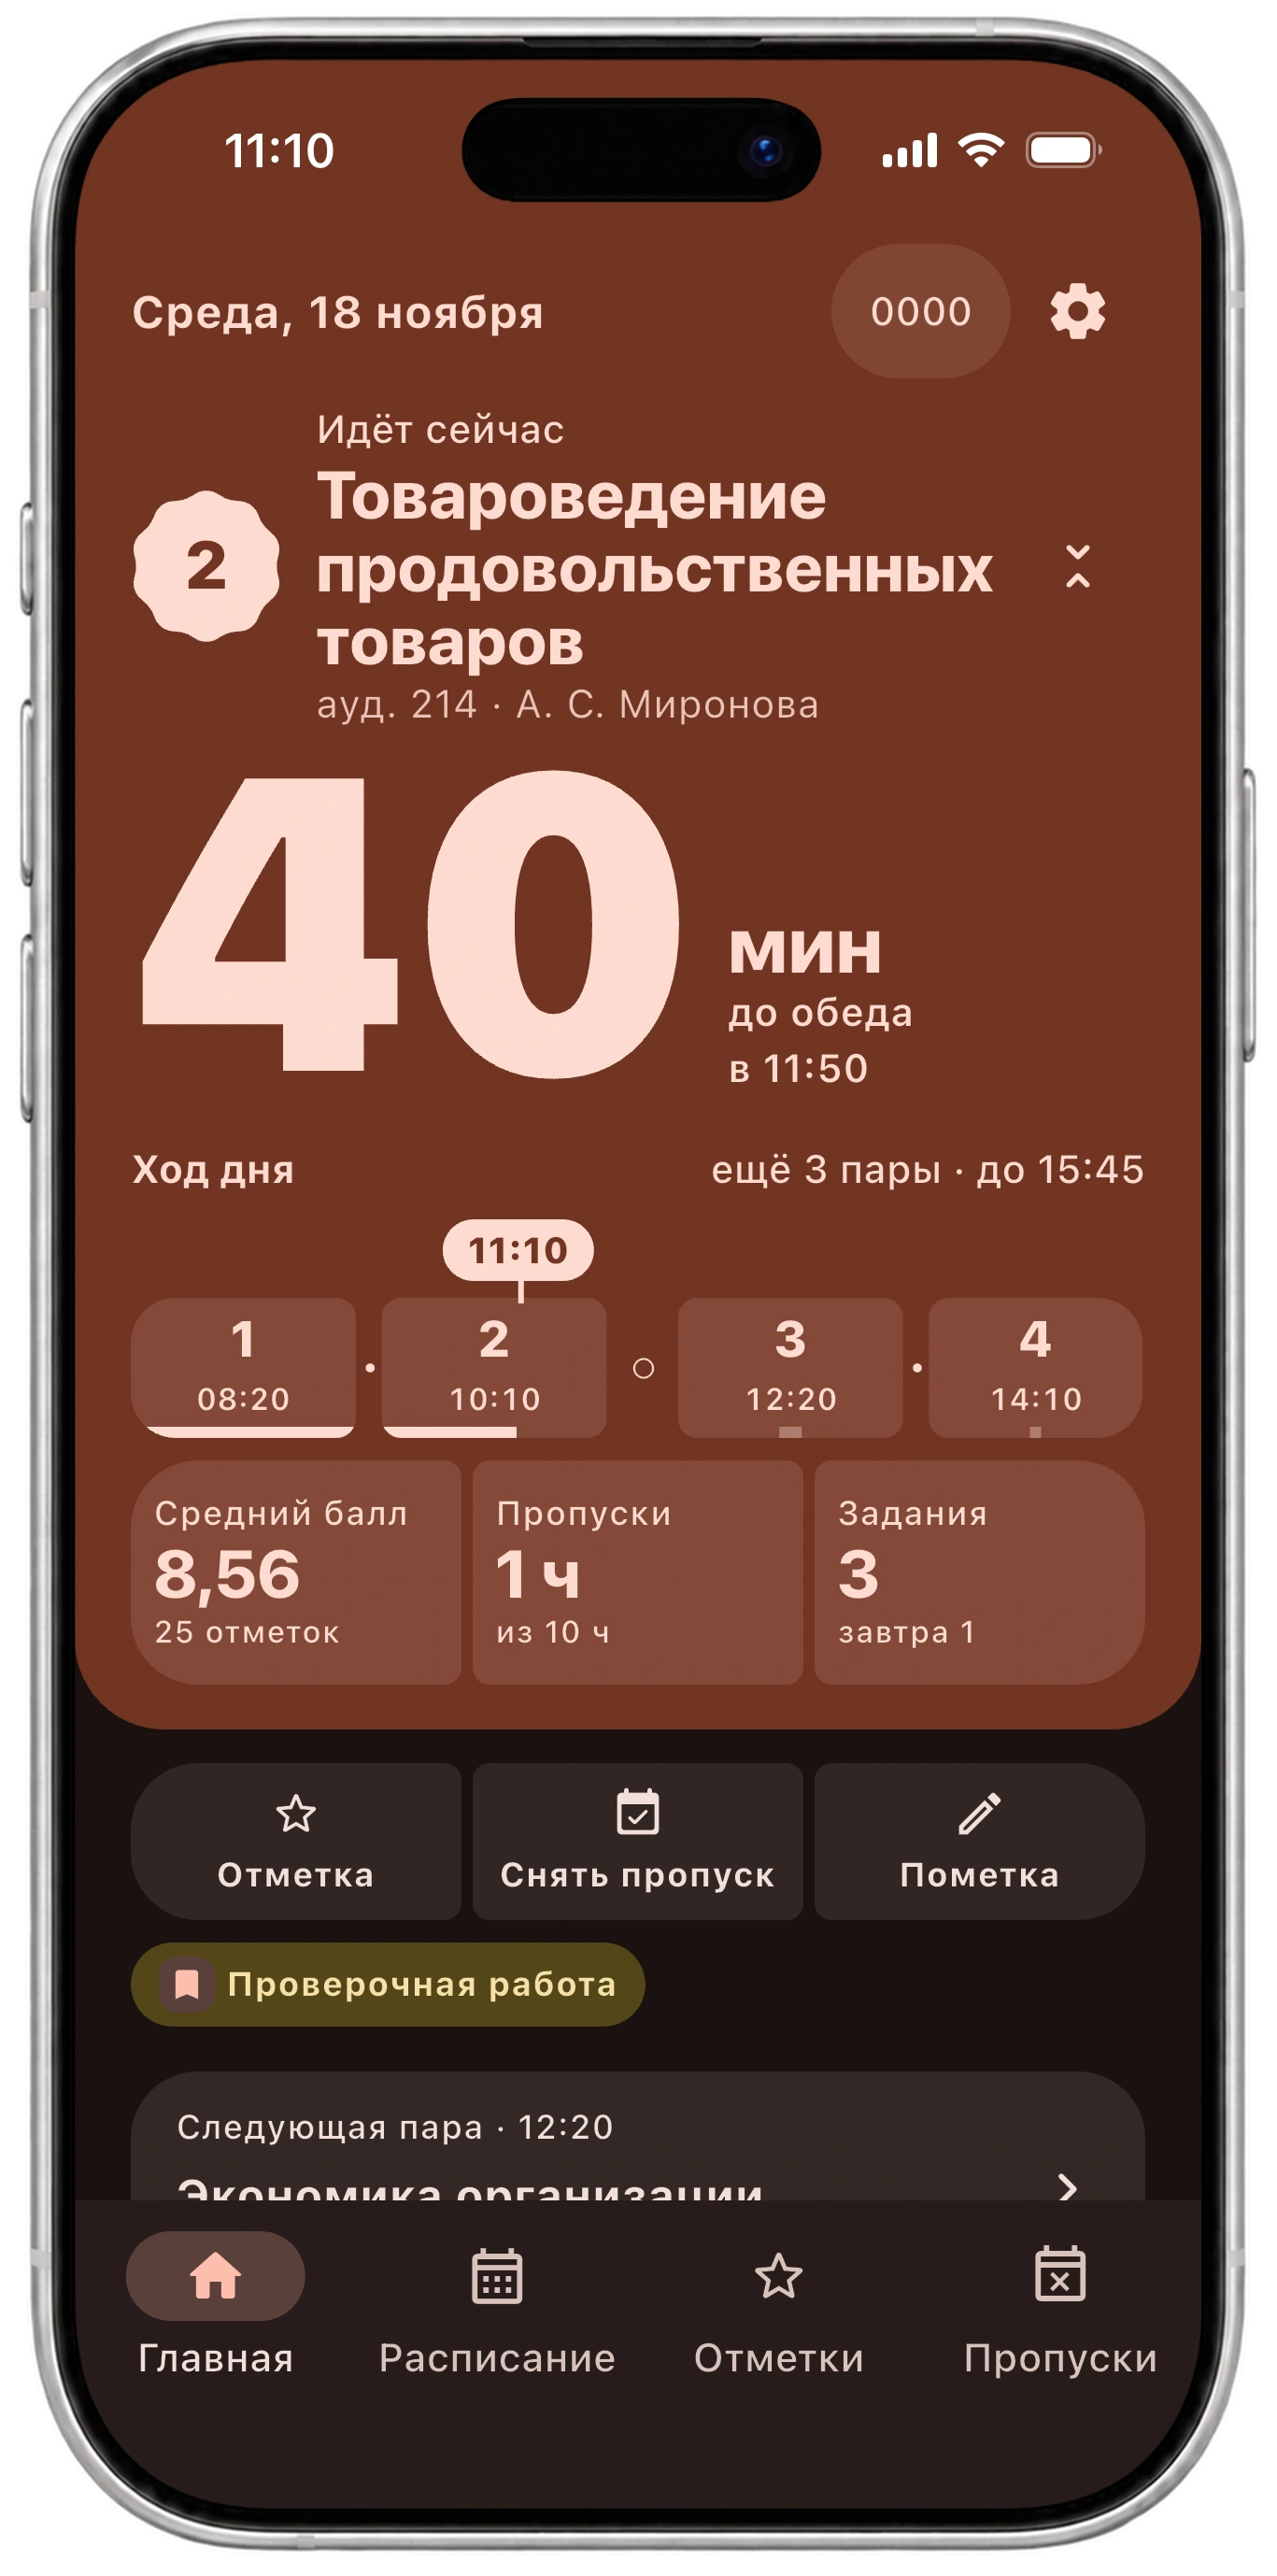 11:10
Среда, 18 ноября
0000
Идёт сейчас
2
Товароведение
продовольственных
товаров
ауд. 214 · А. С. Миронова
40
мин
до обеда
в 11:50
Ход дня
ещё 3 пары · до 15:45
11:10
1 2 3 4
08:20 10:10 12:20 14:10
Средний балл Пропуски Задания
8,56 1 ч 3
25 отметок из 10 ч завтра 1
Отметка Снять пропуск Пометка
Проверочная работа
Следующая пара · 12:20
Экономика организации
Главная Расписание Отметки Пропуски